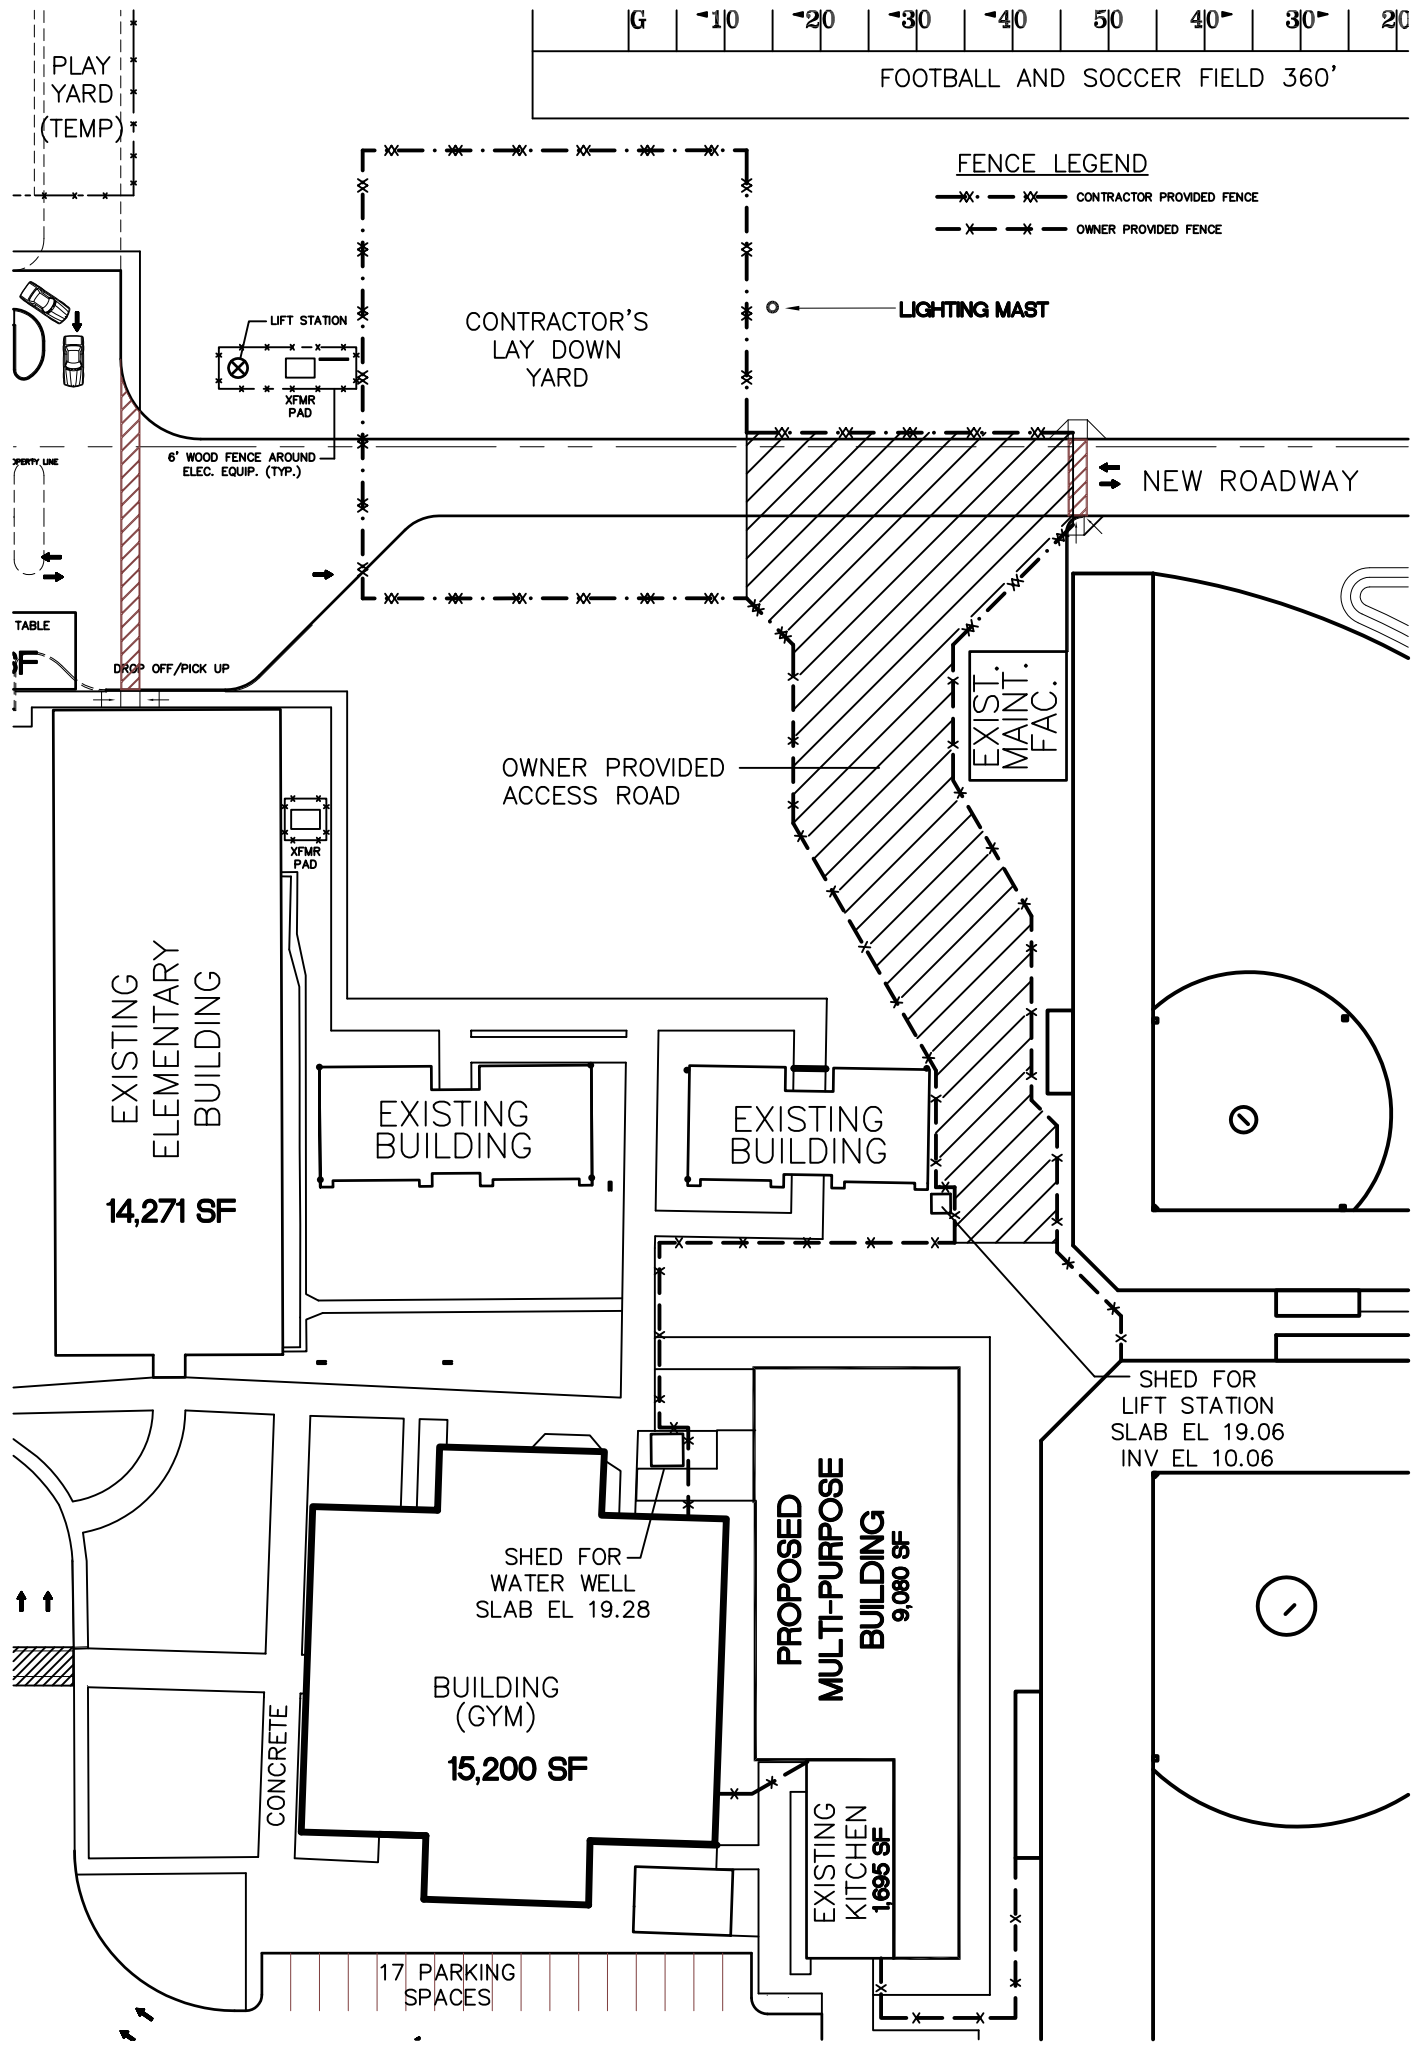 G 10 20 30 40 50 40 30 20
FOOTBALL AND SOCCER FIELD 360'
PLAY
YARD
(TEMP)
FENCE LEGEND
CONTRACTOR PROVIDED FENCE
OWNER PROVIDED FENCE
LIFT STATION
XFMR
PAD
6' WOOD FENCE AROUND
ELEC. EQUIP. (TYP.)
CONTRACTOR'S
LAY DOWN
YARD
LIGHTING MAST
NEW ROADWAY
OPERTY LINE
TABLE
F
DROP OFF/PICK UP
EXIST.
MAINT.
FAC.
OWNER PROVIDED
ACCESS ROAD
XFMR
PAD
EXISTING
ELEMENTARY
BUILDING
14,271 SF
EXISTING
BUILDING
EXISTING
BUILDING
SHED FOR
LIFT STATION
SLAB EL 19.06
INV EL 10.06
SHED FOR
WATER WELL
SLAB EL 19.28
PROPOSED
MULTI-PURPOSE
BUILDING
9,080 SF
BUILDING
(GYM)
15,200 SF
CONCRETE
EXISTING
KITCHEN
1,695 SF
17 PARKING
SPACES